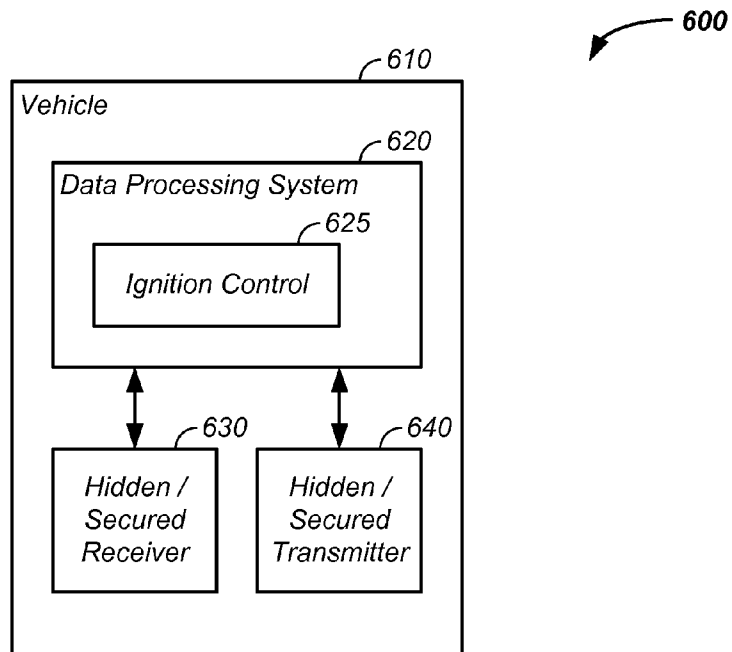 600
610
Vehicle
620
Data Processing System
625
Ignition Control
630
640
Hidden /
Secured
Receiver
Hidden /
Secured
Transmitter